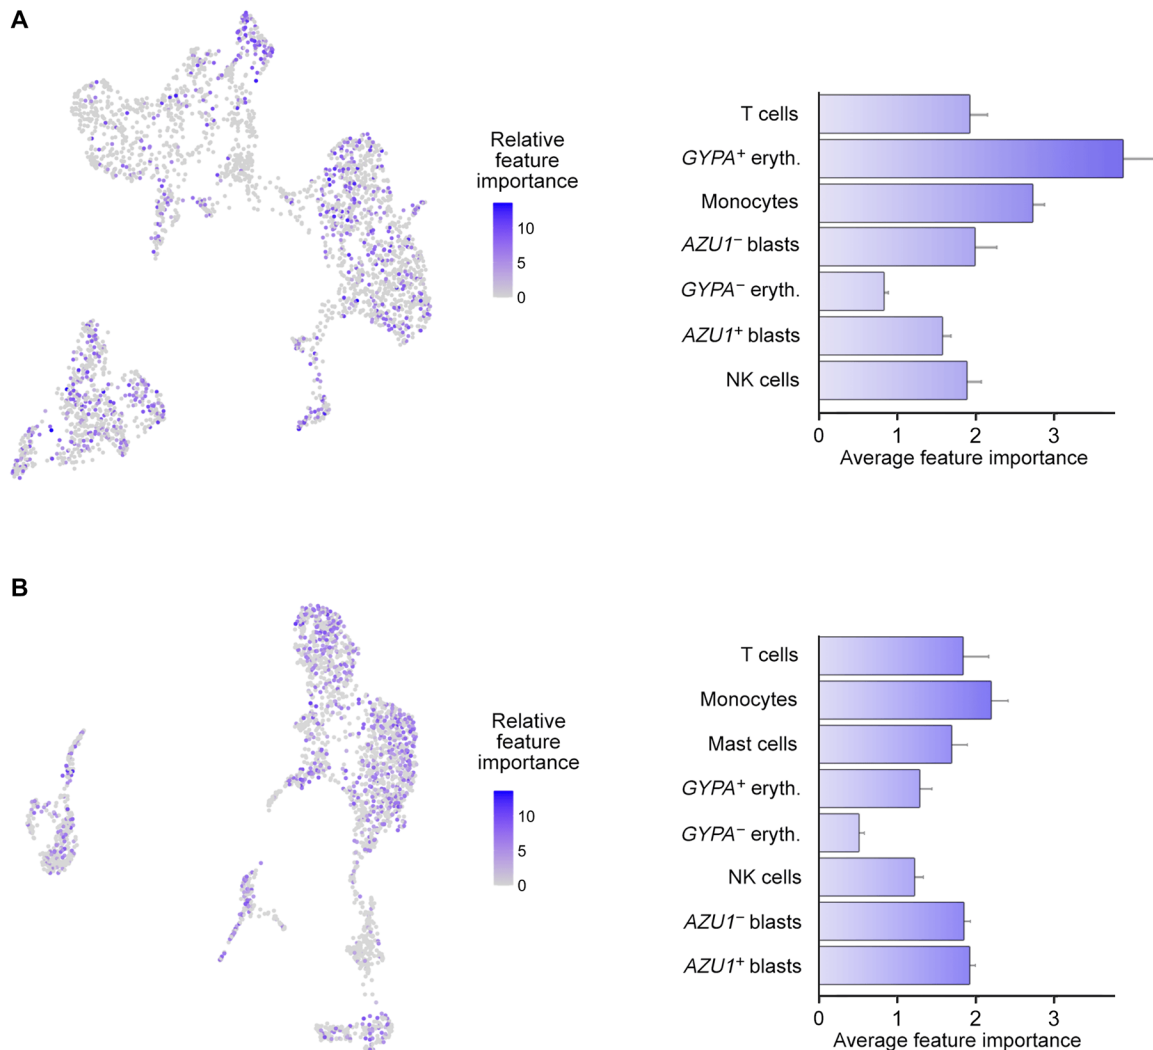 A
Relative
feature
importance
10
5
0
T cells
GYPA⁺ eryth.
Monocytes
AZU1⁻ blasts
GYPA⁻ eryth.
AZU1⁺ blasts
NK cells
0 1 2 3
Average feature importance
B
Relative
feature
importance
10
5
0
T cells
Monocytes
Mast cells
GYPA⁺ eryth.
GYPA⁻ eryth.
NK cells
AZU1⁻ blasts
AZU1⁺ blasts
0 1 2 3
Average feature importance